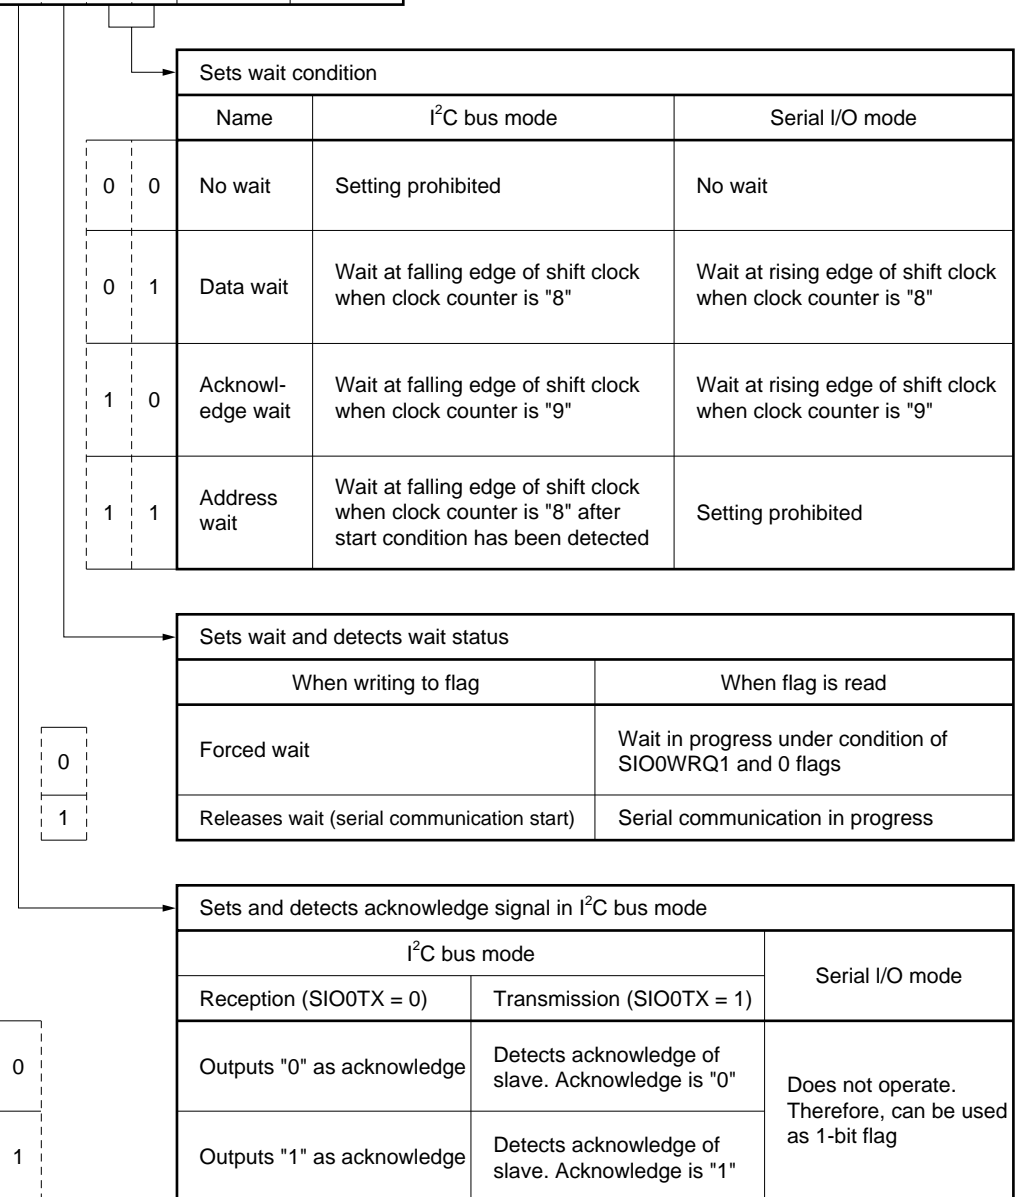 Sets wait condition
Name I²C bus mode Serial I/O mode
0 0 No wait Setting prohibited No wait
0 1 Data wait
Wait at falling edge of shift clock
when clock counter is "8"
Wait at rising edge of shift clock
when clock counter is "8"
1 0
Acknowl-
edge wait
Wait at falling edge of shift clock
when clock counter is "9"
Wait at rising edge of shift clock
when clock counter is "9"
1 1
Address
wait
Wait at falling edge of shift clock
when clock counter is "8" after
start condition has been detected
Setting prohibited
Sets wait and detects wait status
When writing to flag When flag is read
0 Forced wait
Wait in progress under condition of
SIO0WRQ1 and 0 flags
1 Releases wait (serial communication start) Serial communication in progress
Sets and detects acknowledge signal in I²C bus mode
I²C bus mode
Serial I/O mode
Reception (SIO0TX = 0) Transmission (SIO0TX = 1)
0 Outputs "0" as acknowledge
Detects acknowledge of
slave. Acknowledge is "0"
Does not operate.
Therefore, can be used
as 1-bit flag
1 Outputs "1" as acknowledge
Detects acknowledge of
slave. Acknowledge is "1"